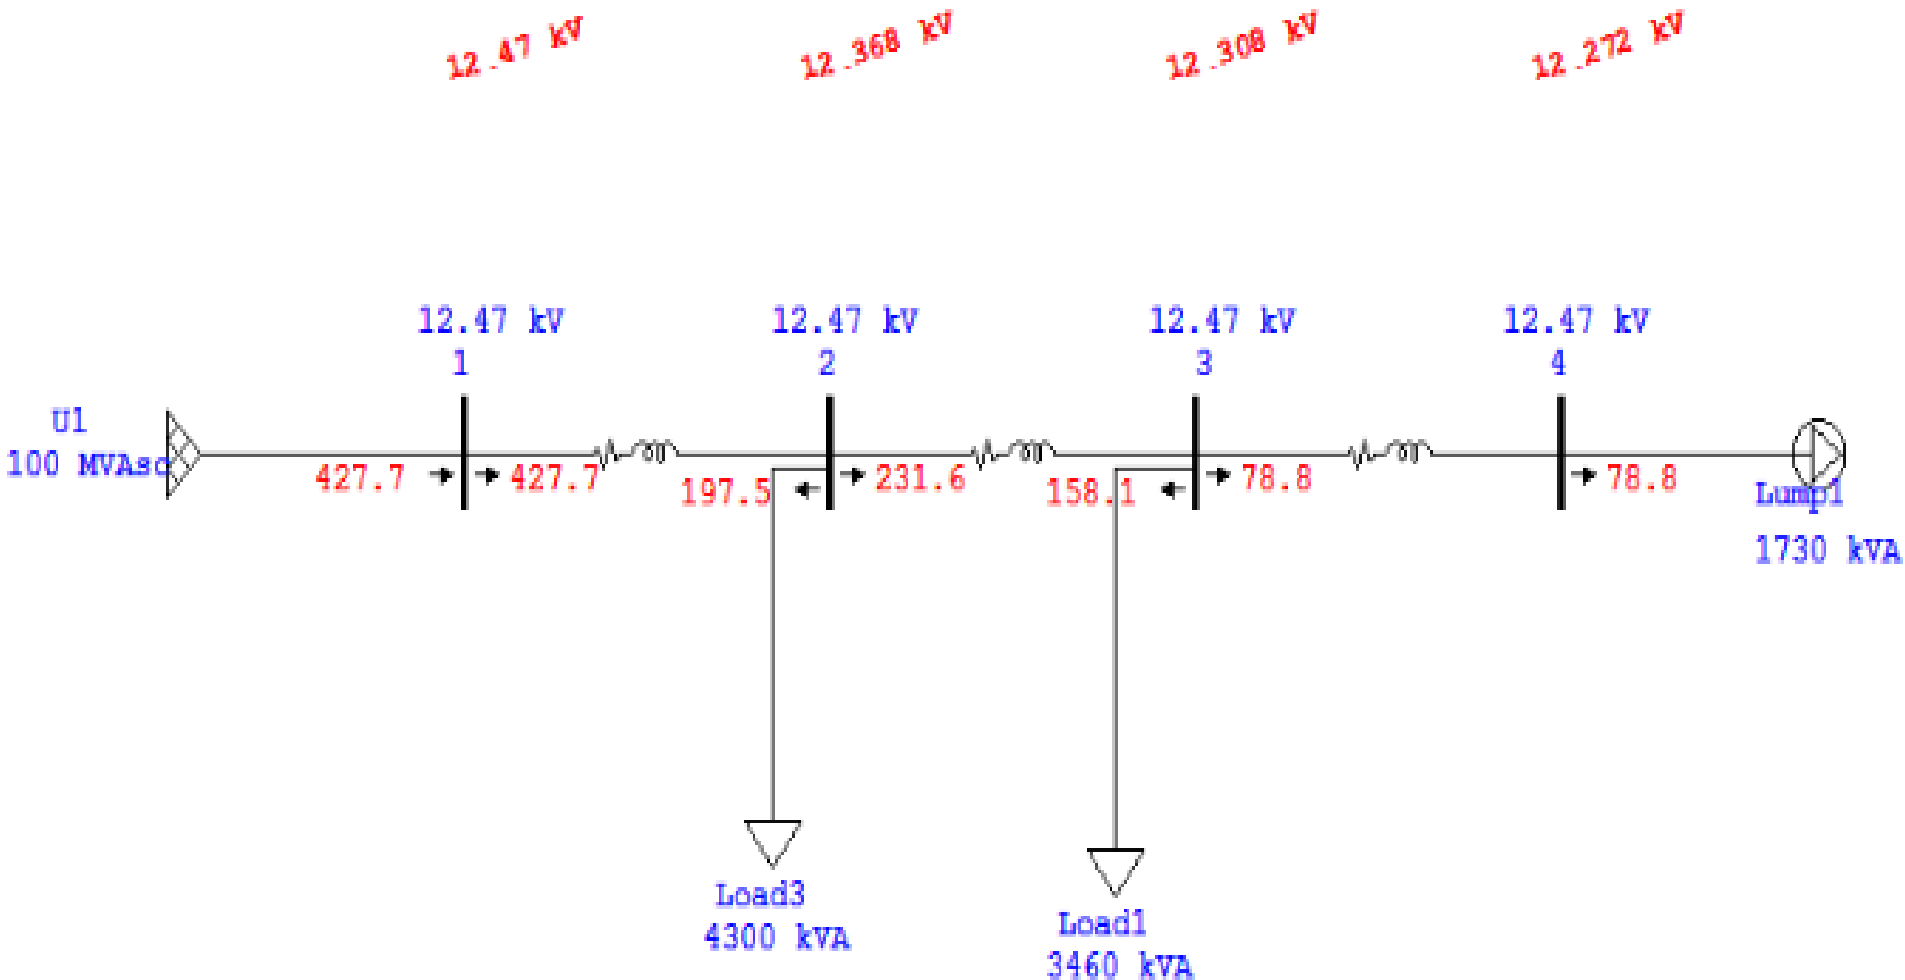 12.47 kV
12.368 kV
12.308 kV
12.272 kV
12.47 kV
12.47 kV
12.47 kV
12.47 kV
1
2
3
4
U1
100 MVAsc
427.7
427.7
197.5
231.6
158.1
78.8
78.8
Lump1
1730 kVA
Load3
4300 kVA
Load1
3460 kVA